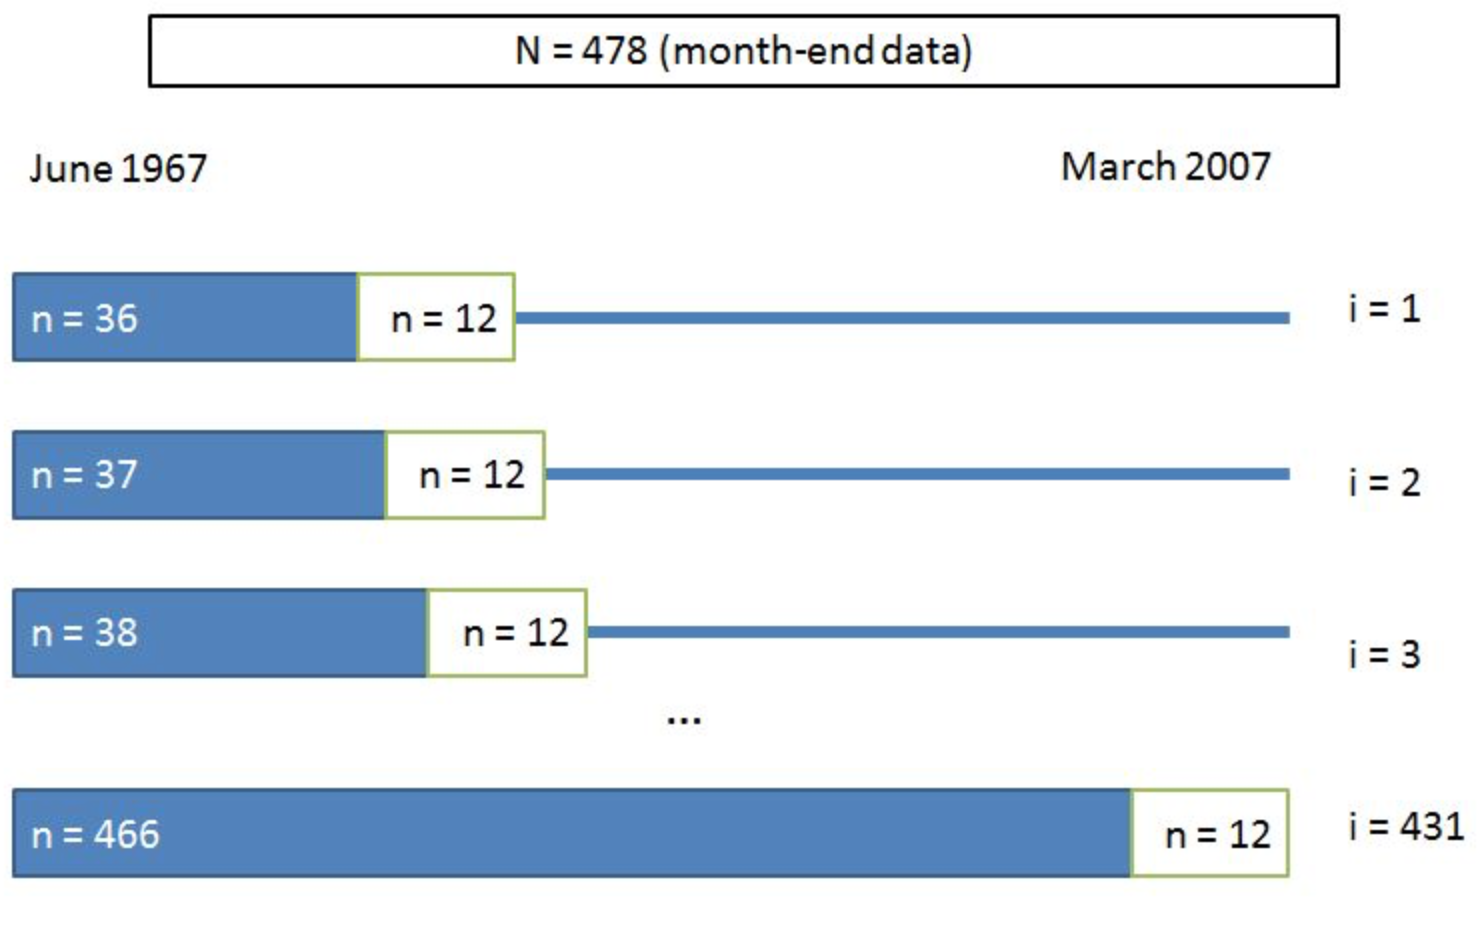 N = 478 (month-end data)
June 1967
March 2007
n = 36
n = 12
i = 1
n = 37
n = 12
i = 2
n = 38
n = 12
i = 3
...
n = 466
n = 12
i = 431